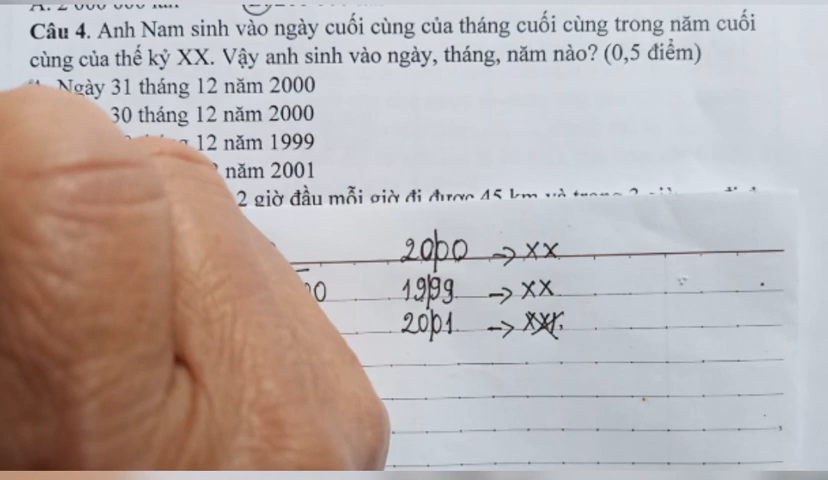 Câu 4. Anh Nam sinh vào ngày cuối cùng của tháng cuối cùng trong năm cuối
cùng của thế kỷ XX. Vậy anh sinh vào ngày, tháng, năm nào? (0,5 điểm)
Ngày 31 tháng 12 năm 2000
30 tháng 12 năm 2000
12 năm 1999
năm 2001
2 giờ đầu mỗi giờ đi được 45 km và trong
2000 → XX
1999 → XX
2001 →